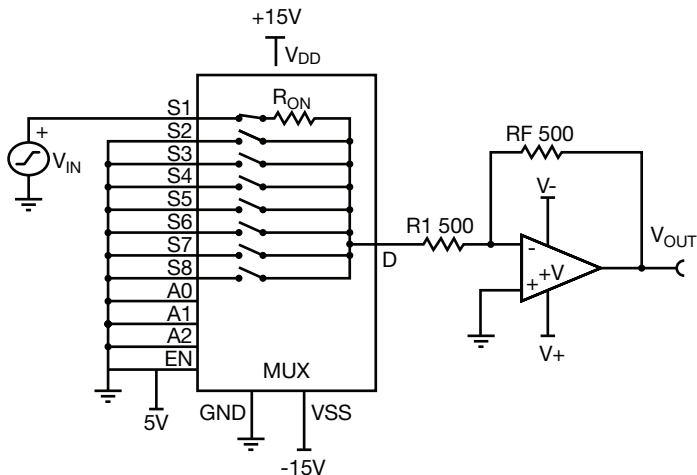 +15V
VDD
S1
RON
S2
S3
S4
S5
S6
S7
S8
A0
A1
A2
EN
+
VIN
5V
MUX
GND
VSS
-15V
D
R1 500
RF 500
V-
-
+
+V
V+
VOUT